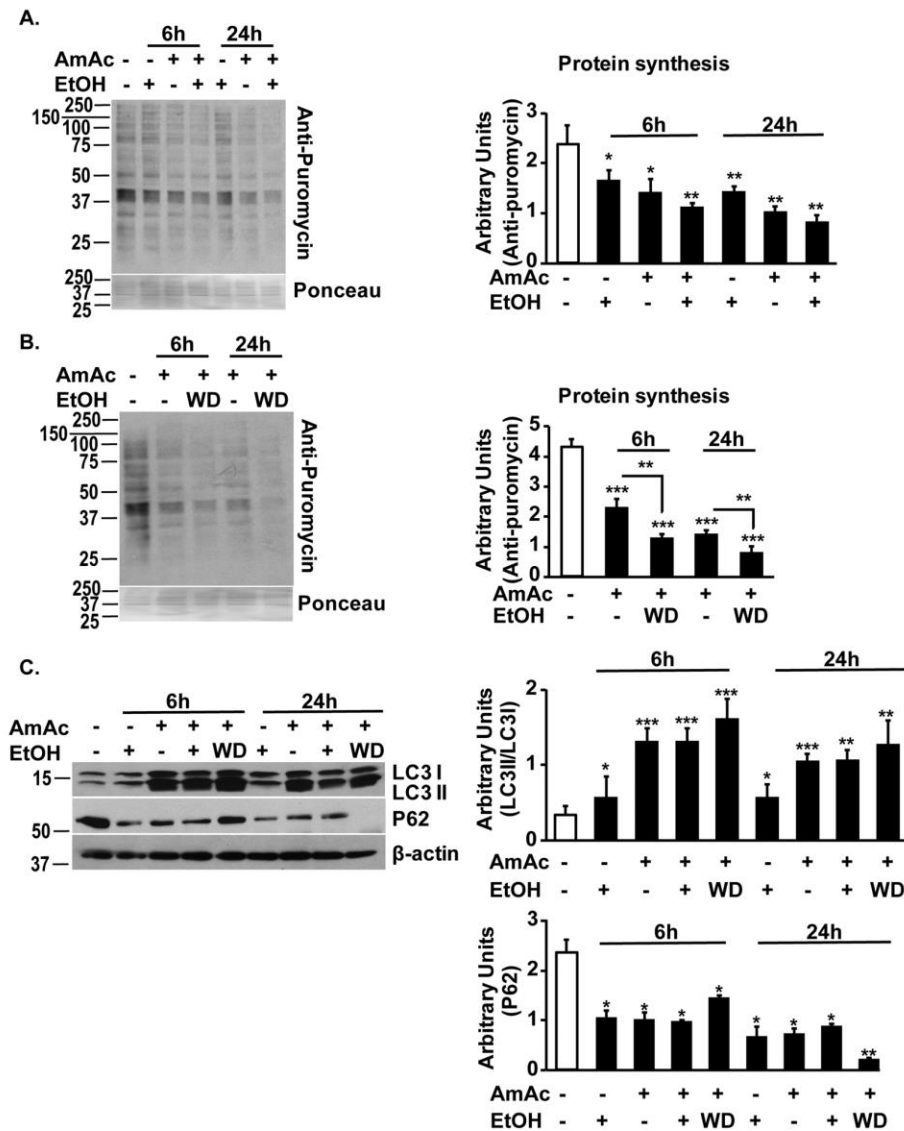 A.
6h 24h
AmAc - - + + - + +
EtOH - + - + + - +
250
150
100
75
50
37
25
Anti-Puromycin
250
37
25
Ponceau
Protein synthesis
Arbitrary Units
(Anti-puromycin)
3
2
1
0
6h 24h
* * ** ** ** **
AmAc - - + + - + +
EtOH - + - + + - +
B.
6h 24h
AmAc - + + + +
EtOH - - WD - WD
250
150
100
75
50
37
25
Anti-Puromycin
250
37
25
Ponceau
Protein synthesis
Arbitrary Units
(Anti-puromycin)
5
4
3
2
1
0
6h 24h
** **
*** *** *** ***
AmAc - + + + +
EtOH - - WD - WD
C.
6h 24h
AmAc - - + + + - + + +
EtOH - + - + WD + - + WD
15
LC3 I
LC3 II
50
P62
37
β-actin
Arbitrary Units
(LC3II/LC3I)
2
1
0
6h 24h
* *** *** *** * *** ** **
AmAc - - + + + - + + +
EtOH - + - + WD + - + WD
Arbitrary Units
(P62)
3
2
1
0
6h 24h
* * * * * * * **
AmAc - - + + + - + + +
EtOH - + - + WD + - + WD